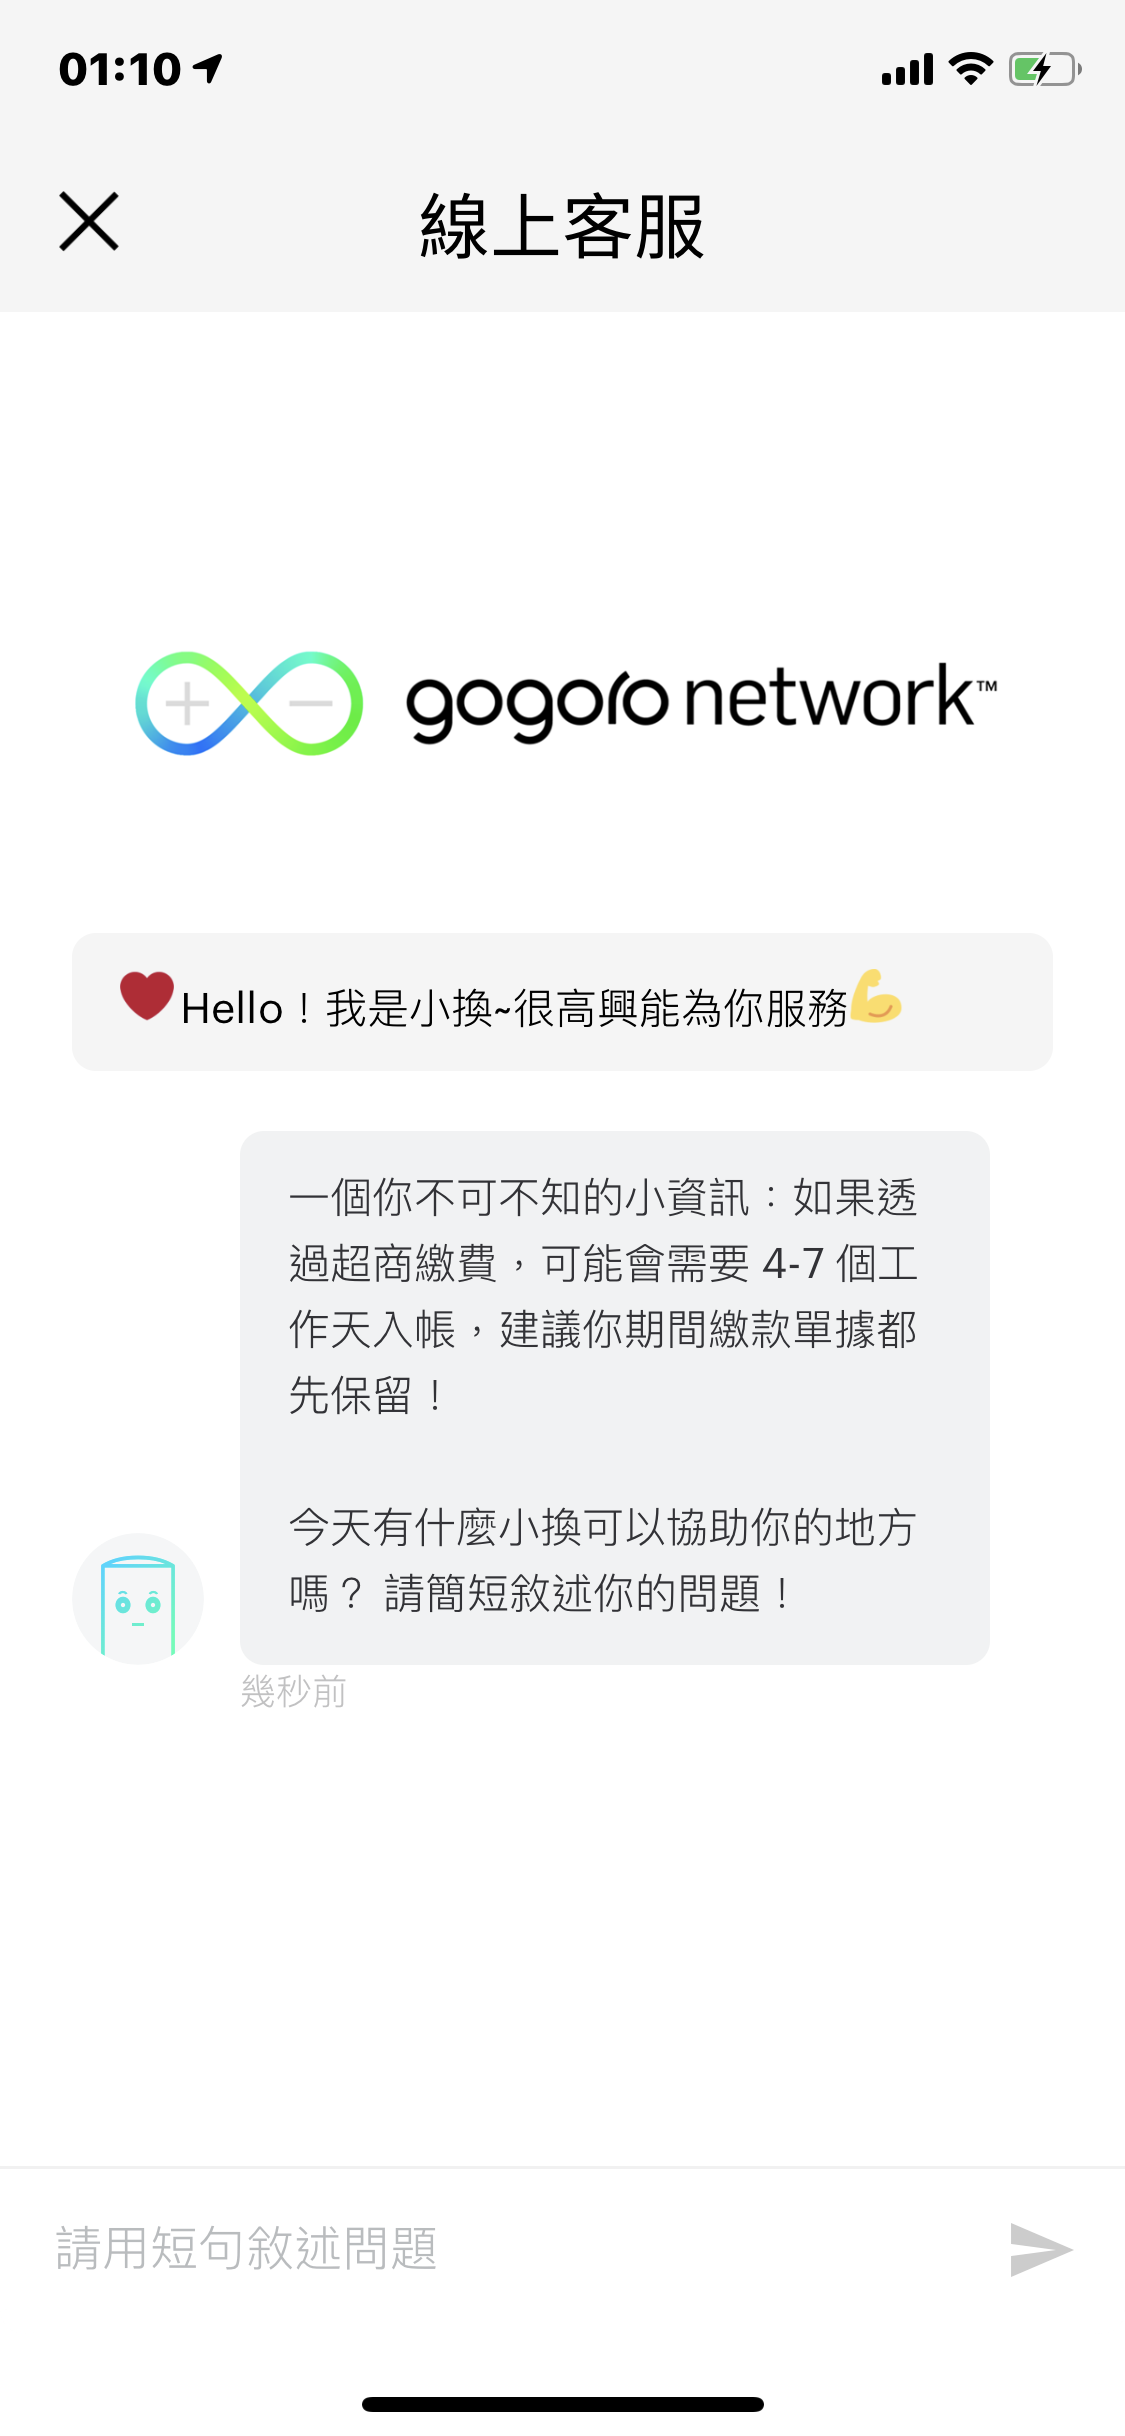 01:10
線上客服
gogoro network™
❤️Hello！我是小換~很高興能為你服務💪
一個你不可不知的小資訊：如果透
過超商繳費，可能會需要 4-7 個工
作天入帳，建議你期間繳款單據都
先保留！
今天有什麼小換可以協助你的地方
嗎？ 請簡短敘述你的問題！
幾秒前
請用短句敘述問題